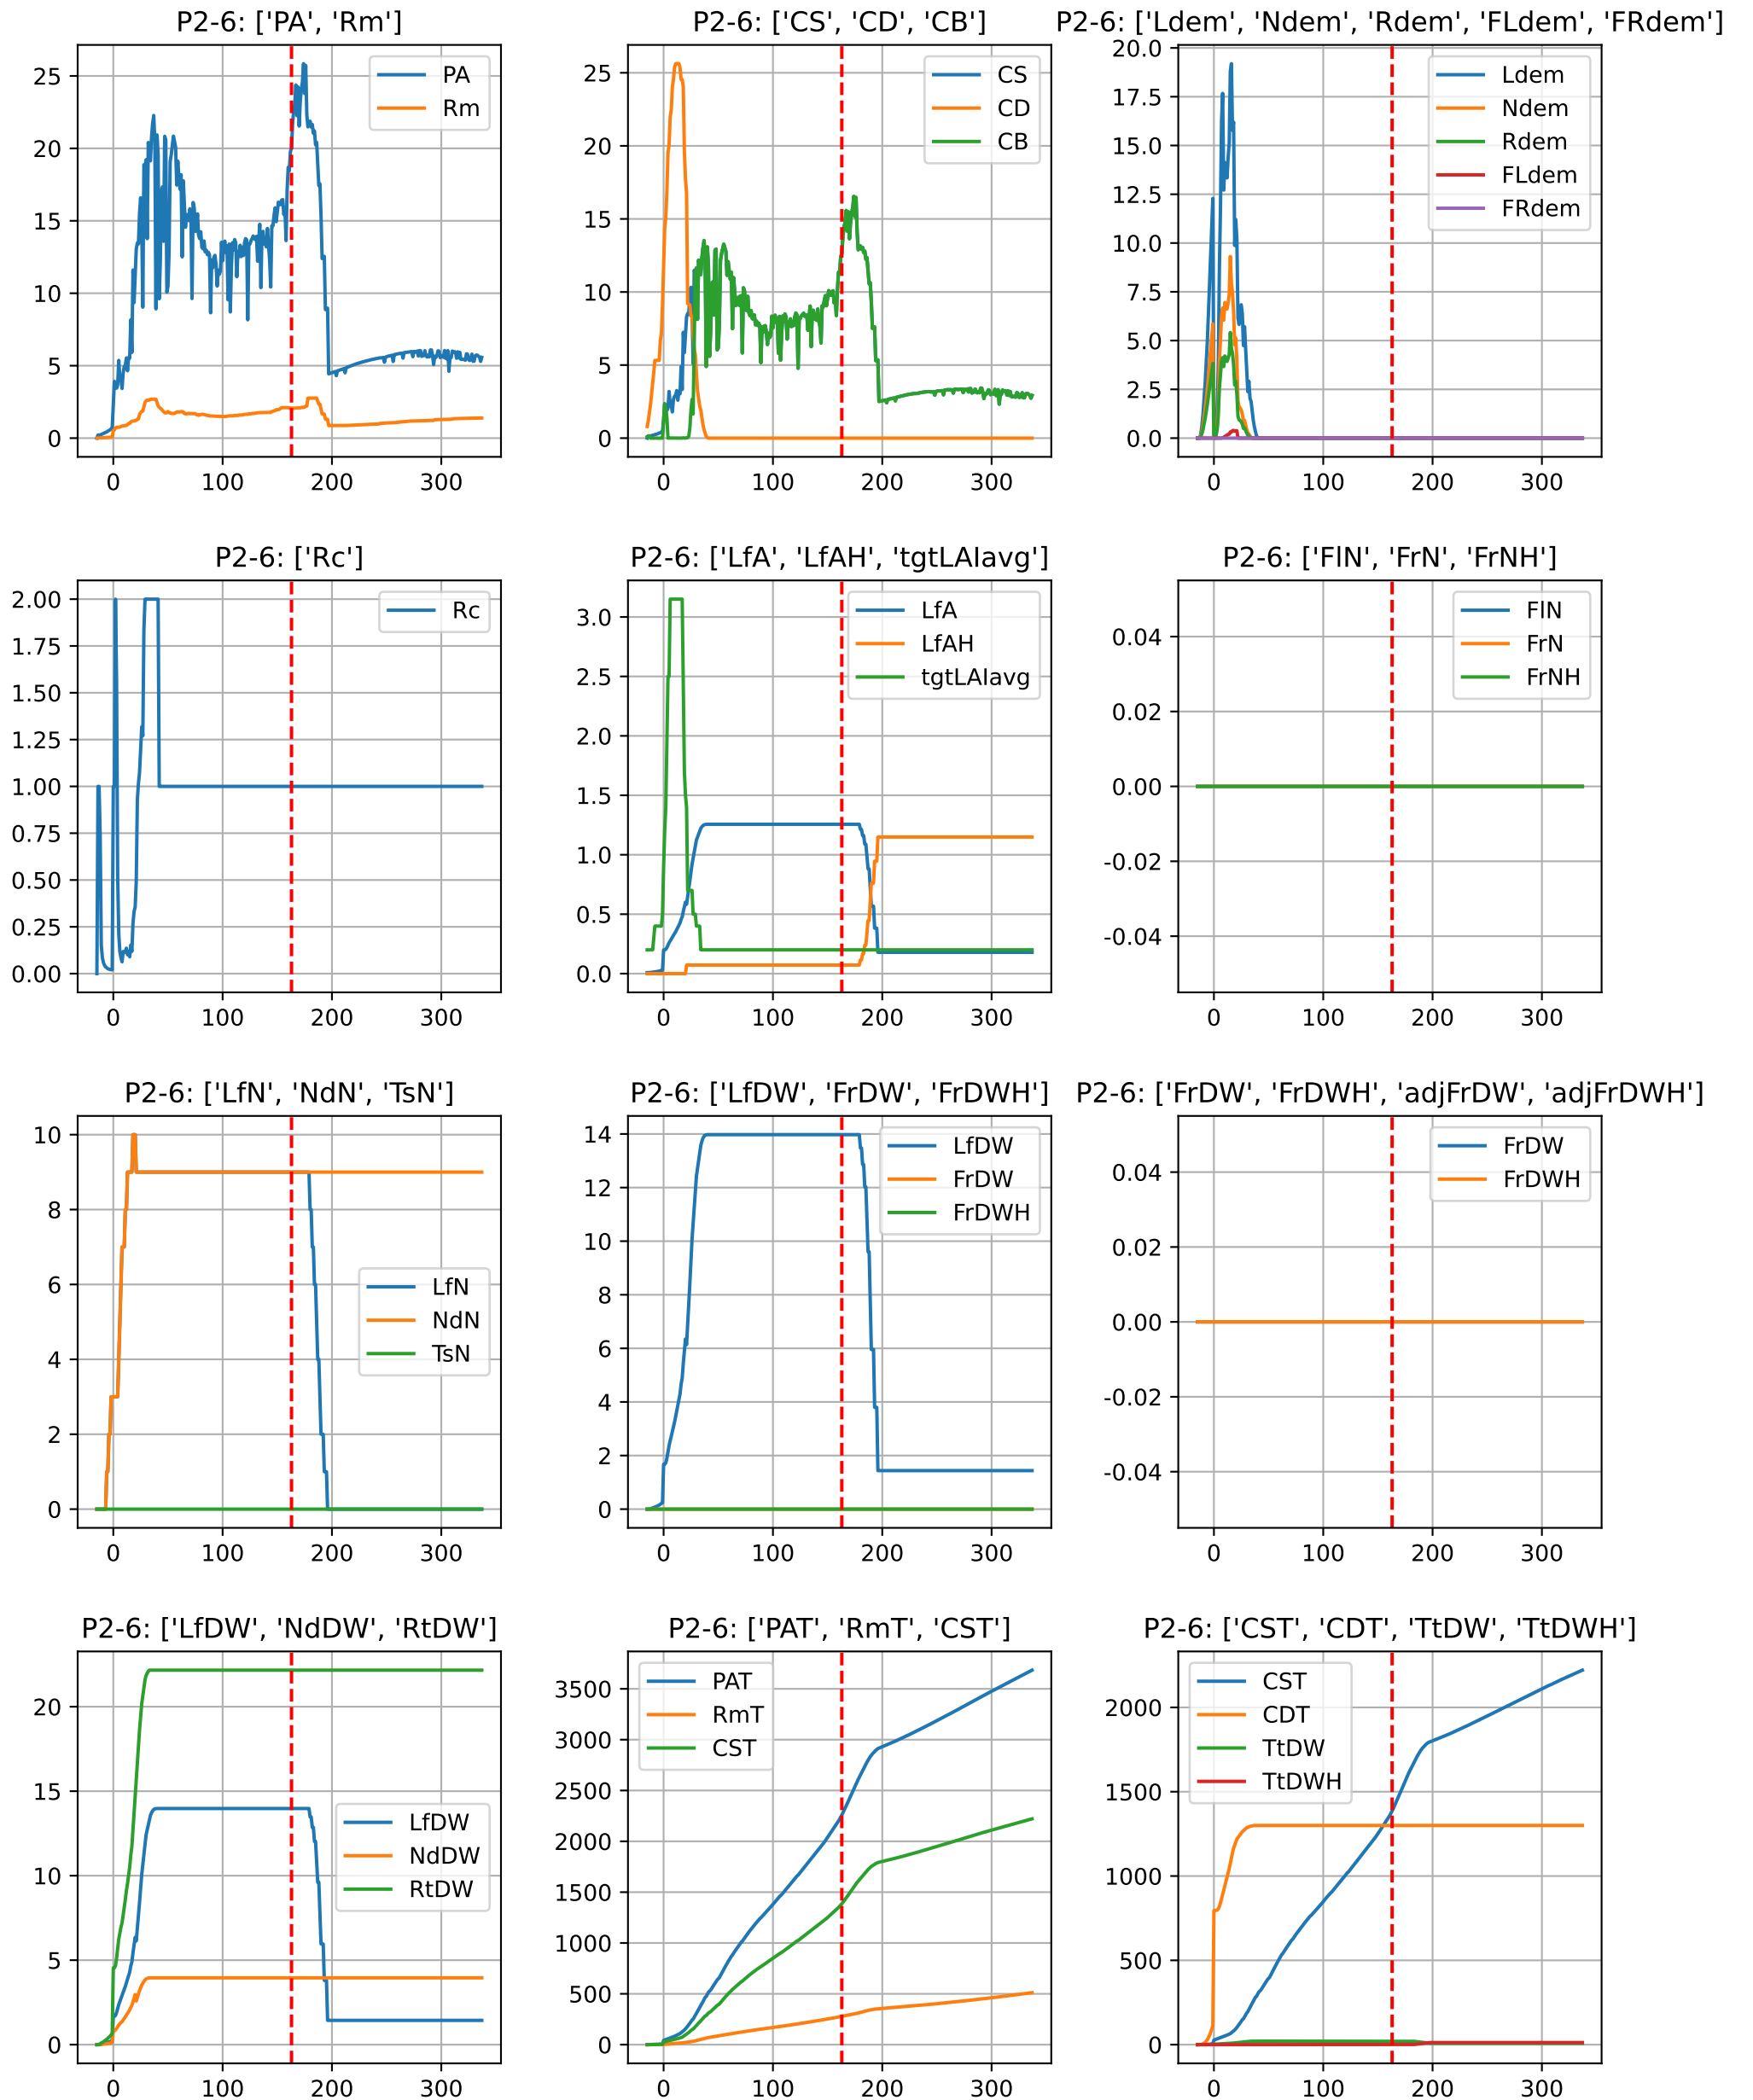 P2-6: ['PA', 'Rm']
25
20
15
10
5
0
0 100 200 300
PA
Rm
P2-6: ['CS', 'CD', 'CB']
25
20
15
10
5
0
0 100 200 300
CS
CD
CB
P2-6: ['Ldem', 'Ndem', 'Rdem', 'FLdem', 'FRdem']
20.0
17.5
15.0
12.5
10.0
7.5
5.0
2.5
0.0
0 100 200 300
Ldem
Ndem
Rdem
FLdem
FRdem
P2-6: ['Rc']
2.00
1.75
1.50
1.25
1.00
0.75
0.50
0.25
0.00
0 100 200 300
Rc
P2-6: ['LfA', 'LfAH', 'tgtLAIavg']
3.0
2.5
2.0
1.5
1.0
0.5
0.0
0 100 200 300
LfA
LfAH
tgtLAIavg
P2-6: ['FlN', 'FrN', 'FrNH']
0.04
0.02
0.00
-0.02
-0.04
0 100 200 300
FlN
FrN
FrNH
P2-6: ['LfN', 'NdN', 'TsN']
10
8
6
4
2
0
0 100 200 300
LfN
NdN
TsN
P2-6: ['LfDW', 'FrDW', 'FrDWH']
14
12
10
8
6
4
2
0
0 100 200 300
LfDW
FrDW
FrDWH
P2-6: ['FrDW', 'FrDWH', 'adjFrDW', 'adjFrDWH']
0.04
0.02
0.00
-0.02
-0.04
0 100 200 300
FrDW
FrDWH
P2-6: ['LfDW', 'NdDW', 'RtDW']
20
15
10
5
0
0 100 200 300
LfDW
NdDW
RtDW
P2-6: ['PAT', 'RmT', 'CST']
3500
3000
2500
2000
1500
1000
500
0
0 100 200 300
PAT
RmT
CST
P2-6: ['CST', 'CDT', 'TtDW', 'TtDWH']
2000
1500
1000
500
0
0 100 200 300
CST
CDT
TtDW
TtDWH